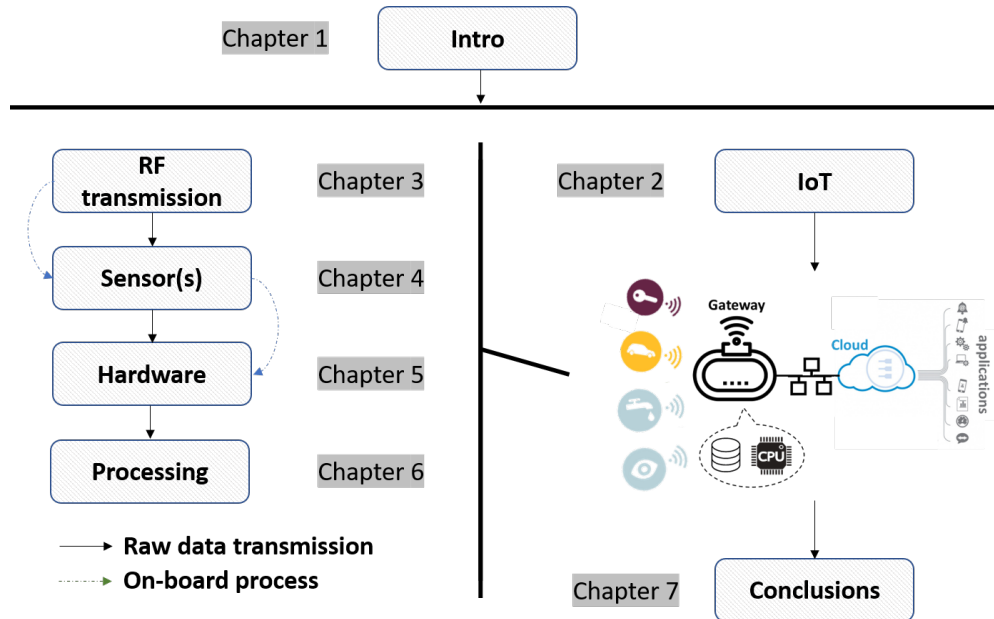 Chapter 1
Intro
RF
transmission
Chapter 3
Sensor(s)
Chapter 4
Hardware
Chapter 5
Processing
Chapter 6
Raw data transmission
On-board process
Chapter 2
IoT
Gateway
Cloud
applications
CPU
Chapter 7
Conclusions